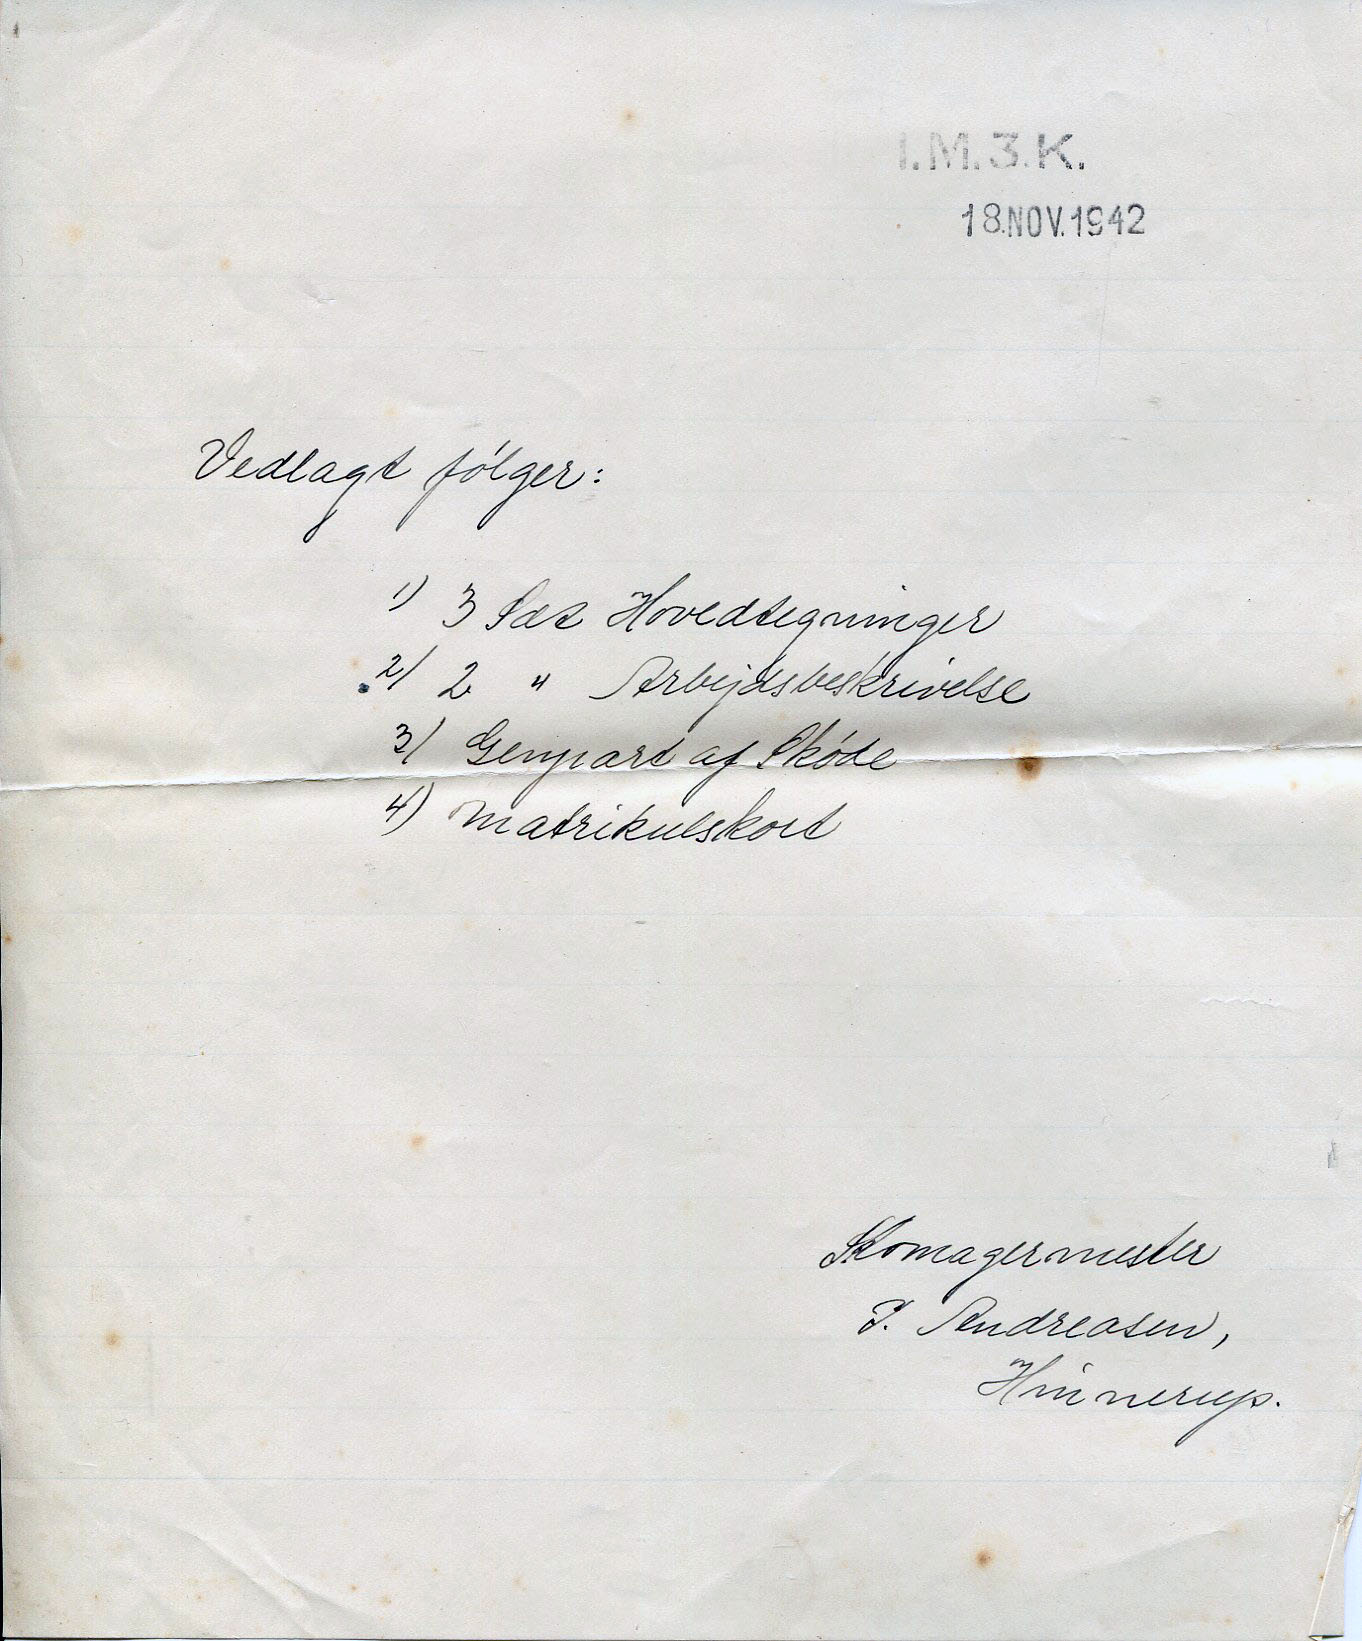 I.M.3.K.
18.NOV.1942
Vedlagt følger:
1) 3 Sæt Hovedtegninger
2) 2 " Arbejdsbeskrivelse
3) Genpart af Skøde
4) Matrikulskort
Skomagermester
P. Andreasen,
Hinnerup.